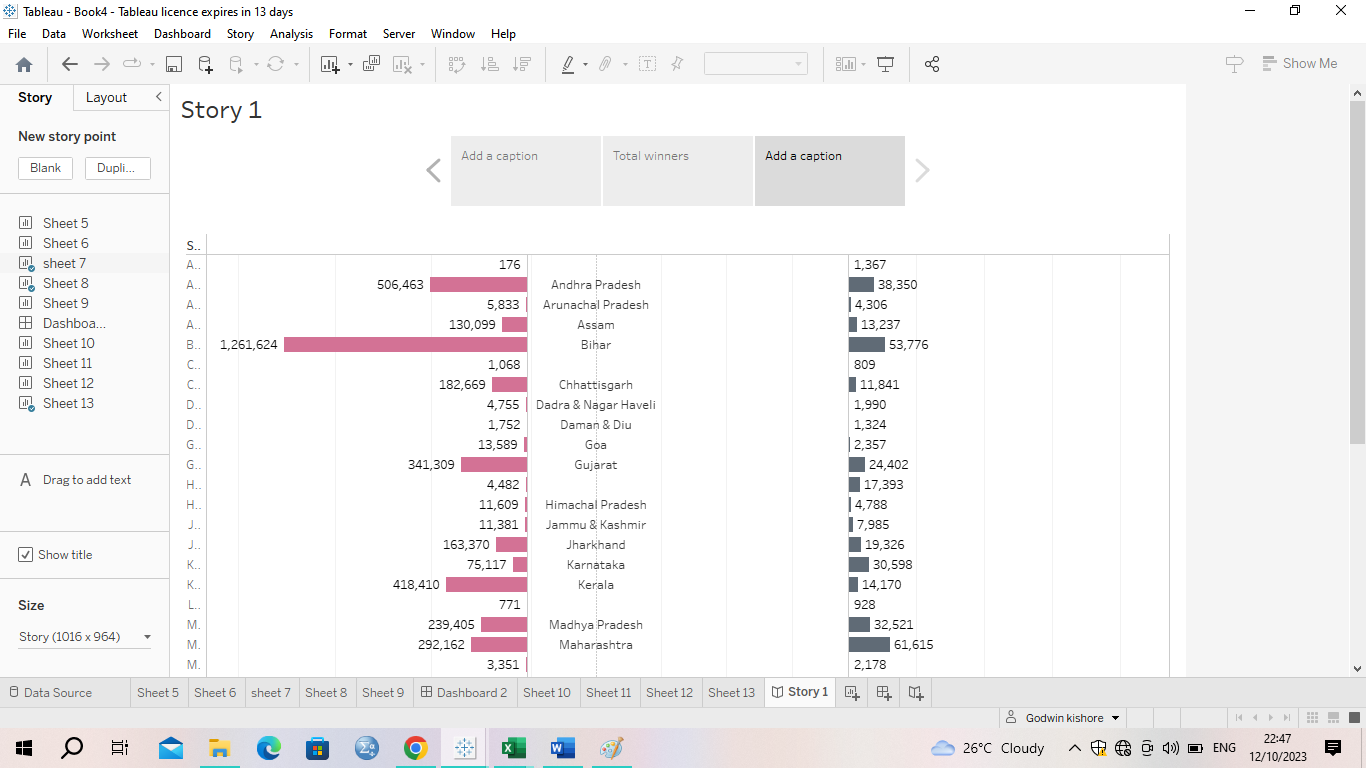 Tableau - Book4 - Tableau licence expires in 13 days
File Data Worksheet Dashboard Story Analysis Format Server Window Help
Show Me
Story Layout
New story point
Blank Dupli...
Sheet 5
Sheet 6
sheet 7
Sheet 8
Sheet 9
Dashboa...
Sheet 10
Sheet 11
Sheet 12
Sheet 13
A Drag to add text
Show title
Size
Story (1016 x 964)
Story 1
Add a caption Total winners Add a caption
S..
A.. 176 1,367
A.. 506,463 Andhra Pradesh 38,350
A.. 5,833 Arunachal Pradesh 4,306
A.. 130,099 Assam 13,237
B.. 1,261,624 Bihar 53,776
C.. 1,068 809
C.. 182,669 Chhattisgarh 11,841
D.. 4,755 Dadra & Nagar Haveli 1,990
D.. 1,752 Daman & Diu 1,324
G.. 13,589 Goa 2,357
G.. 341,309 Gujarat 24,402
H.. 4,482 17,393
H.. 11,609 Himachal Pradesh 4,788
J.. 11,381 Jammu & Kashmir 7,985
J.. 163,370 Jharkhand 19,326
K.. 75,117 Karnataka 30,598
K.. 418,410 Kerala 14,170
L.. 771 928
M. 239,405 Madhya Pradesh 32,521
M. 292,162 Maharashtra 61,615
M. 3,351 2,178
Data Source Sheet 5 Sheet 6 sheet 7 Sheet 8 Sheet 9 Dashboard 2 Sheet 10 Sheet 11 Sheet 12 Sheet 13 Story 1
Godwin kishore
26°C Cloudy ENG 22:47
12/10/2023